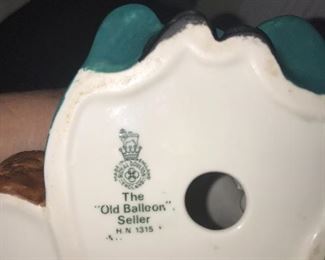 The
"Old Balloon"
Seller
H.N 1315